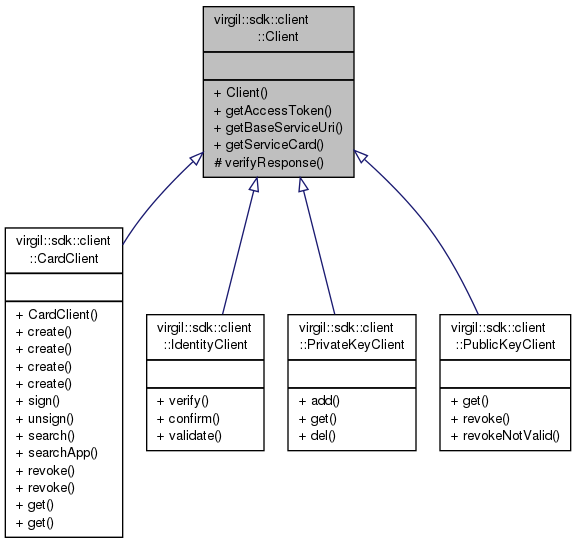 virgil::sdk::client
::Client
+ Client()
+ getAccessToken()
+ getBaseServiceUri()
+ getServiceCard()
# verifyResponse()
virgil::sdk::client
::CardClient
+ CardClient()
+ create()
+ create()
+ create()
+ create()
+ sign()
+ unsign()
+ search()
+ searchApp()
+ revoke()
+ revoke()
+ get()
+ get()
virgil::sdk::client
::IdentityClient
+ verify()
+ confirm()
+ validate()
virgil::sdk::client
::PrivateKeyClient
+ add()
+ get()
+ del()
virgil::sdk::client
::PublicKeyClient
+ get()
+ revoke()
+ revokeNotValid()